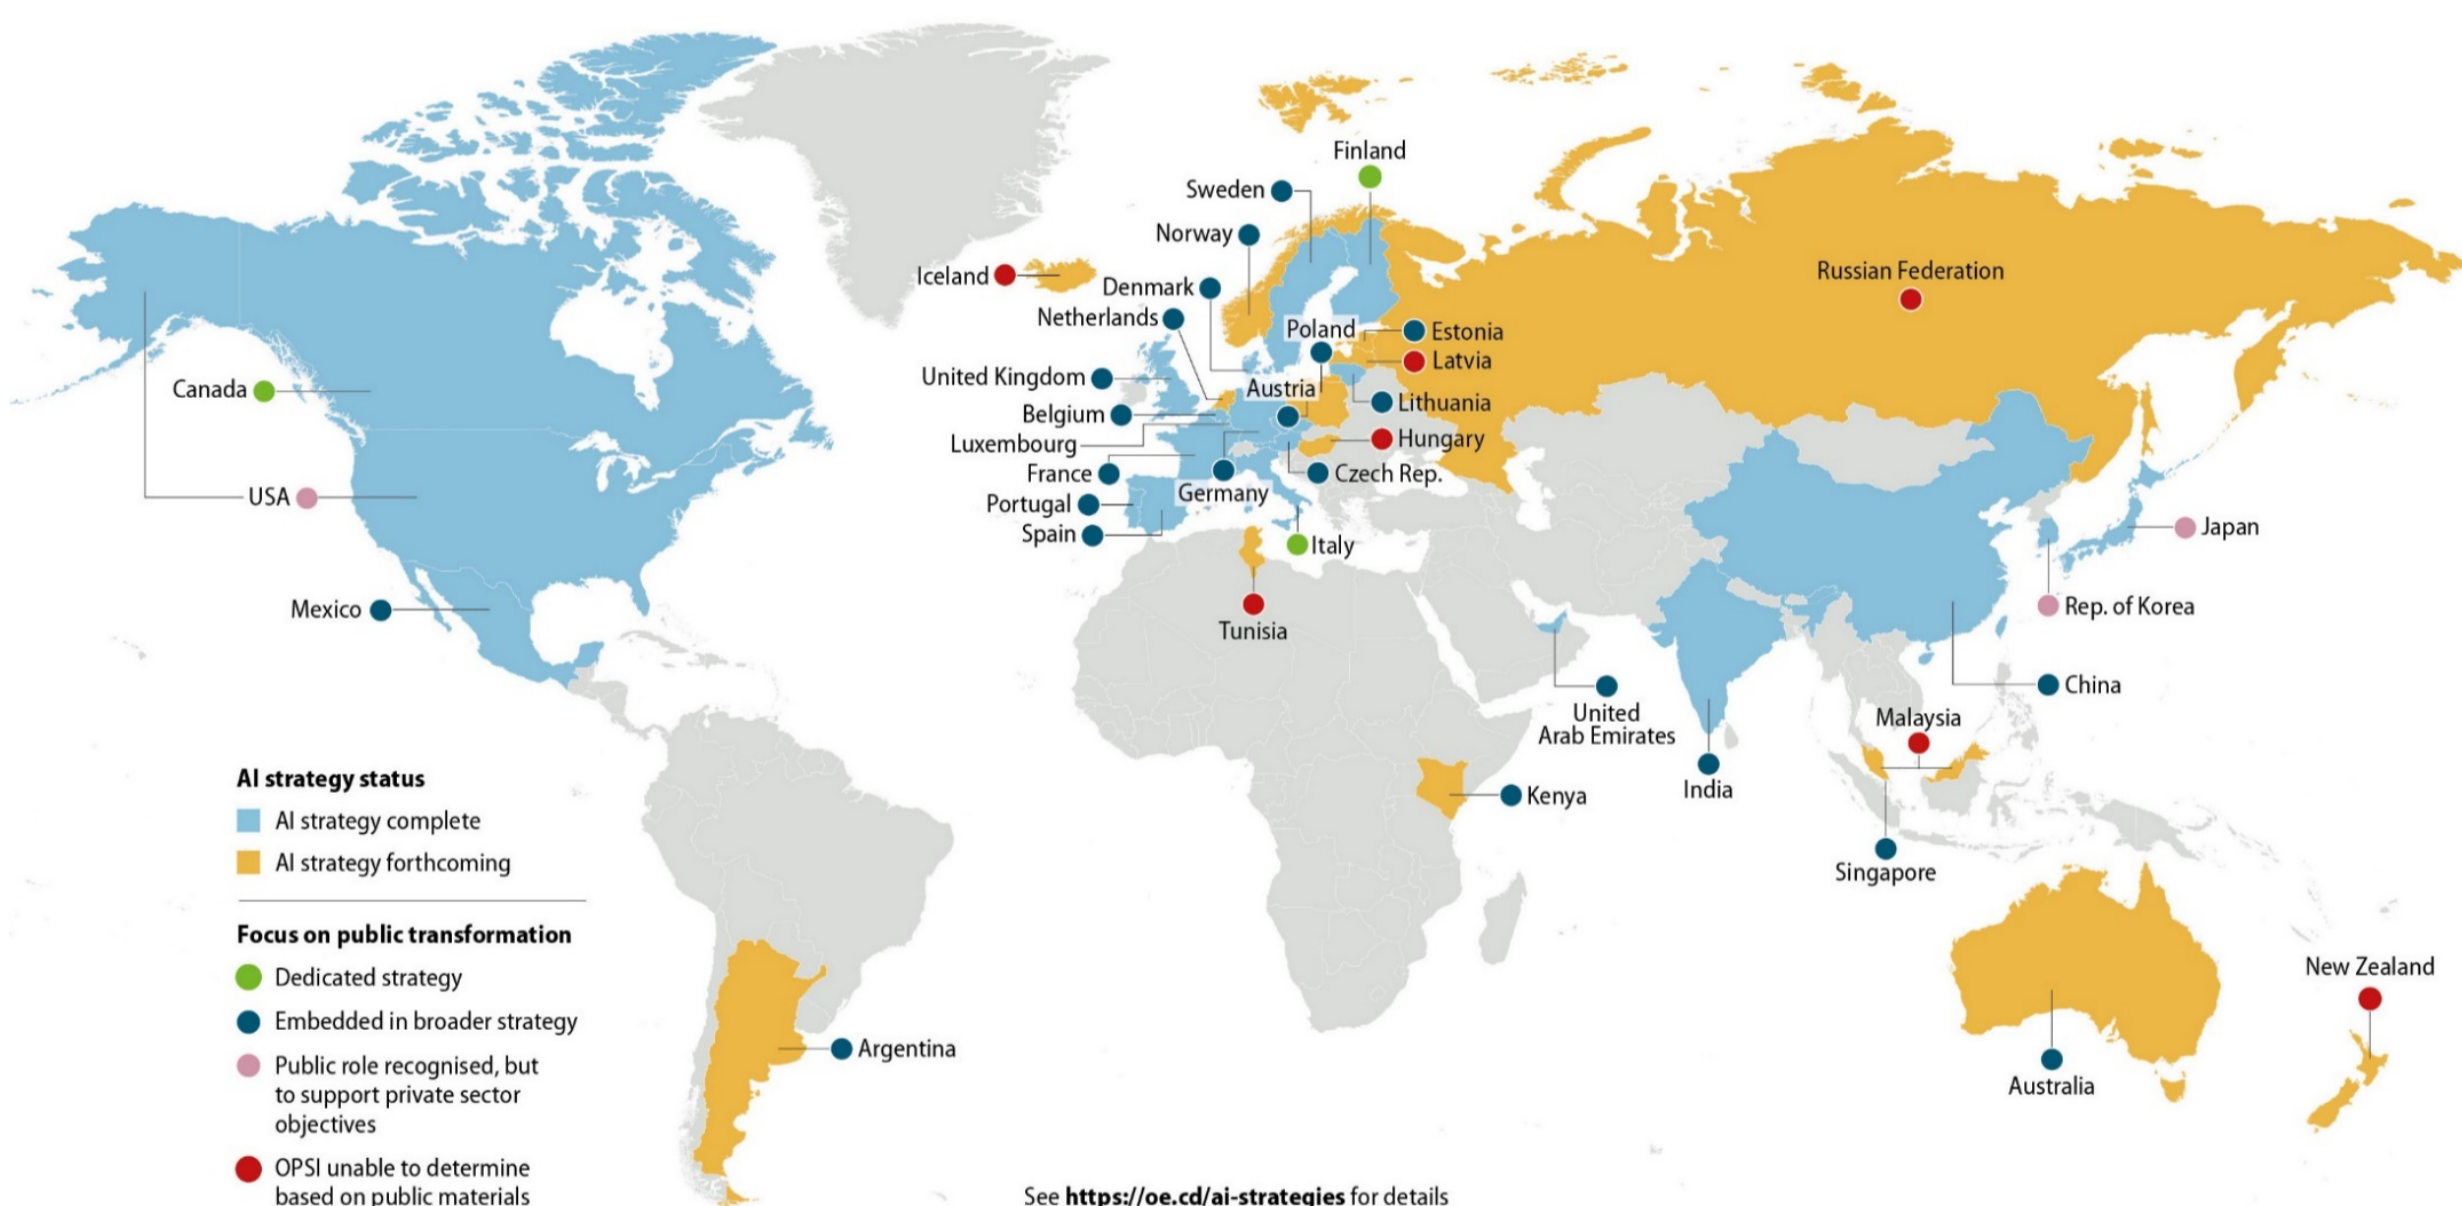 Finland
Sweden
Norway
Iceland
Russian Federation
Denmark
Netherlands
Poland
Estonia
Latvia
United Kingdom
Austria
Canada
Lithuania
Belgium
Luxembourg
Hungary
France
Czech Rep.
Germany
USA
Portugal
Spain
Italy
Japan
Mexico
Rep. of Korea
Tunisia
China
United
Arab Emirates
Malaysia
India
Kenya
Singapore
AI strategy status
AI strategy complete
AI strategy forthcoming
Focus on public transformation
Dedicated strategy
Embedded in broader strategy
Public role recognised, but
to support private sector
objectives
OPSI unable to determine
based on public materials
New Zealand
Argentina
Australia
See https://oe.cd/ai-strategies for details